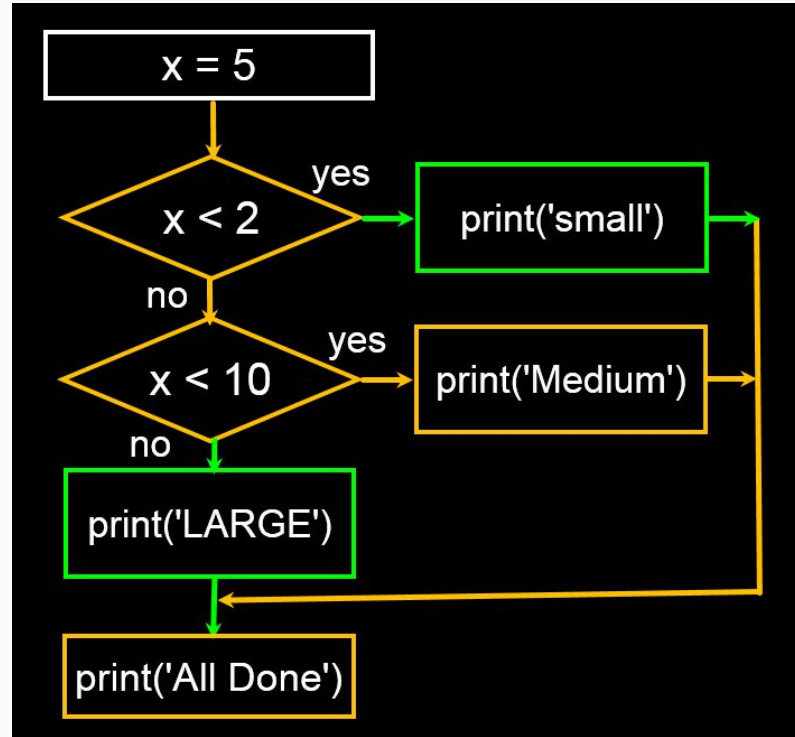 x = 5
yes
x < 2
print('small')
no
yes
x < 10
print('Medium')
no
print('LARGE')
print('All Done')